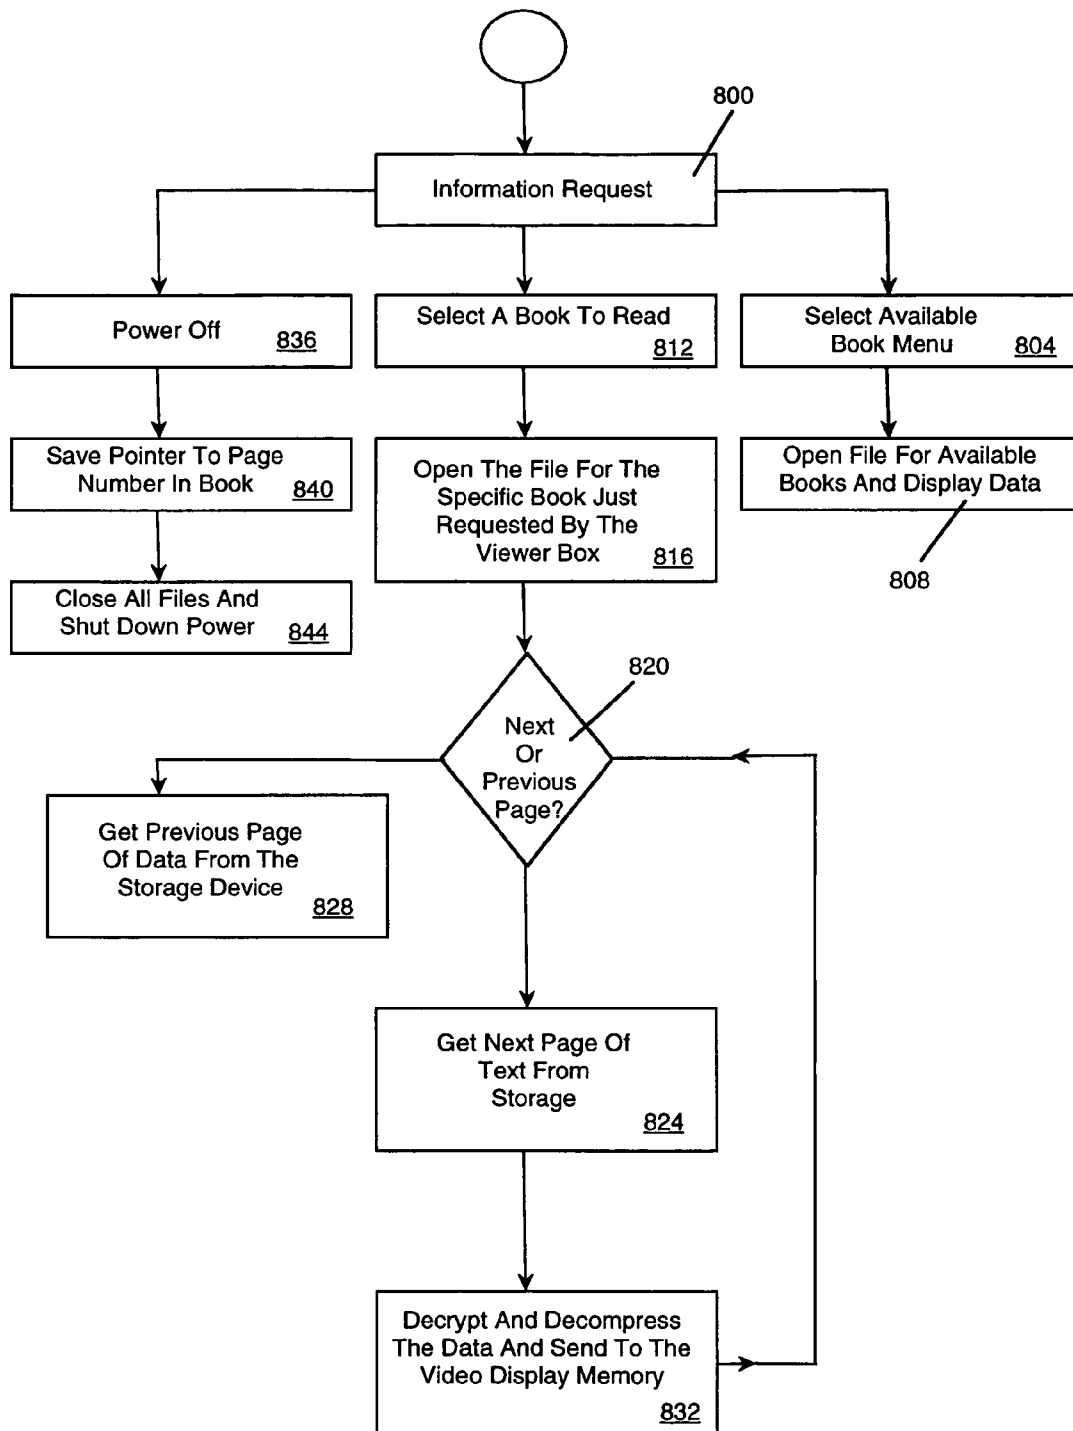 800
Information Request
Power Off
836
Select A Book To Read
812
Select Available
Book Menu
804
Save Pointer To Page
Number In Book
840
Open The File For The
Specific Book Just
Requested By The
Viewer Box
816
Open File For Available
Books And Display Data
808
Close All Files And
Shut Down Power
844
820
Next
Or
Previous
Page?
Get Previous Page
Of Data From The
Storage Device
828
Get Next Page Of
Text From
Storage
824
Decrypt And Decompress
The Data And Send To The
Video Display Memory
832